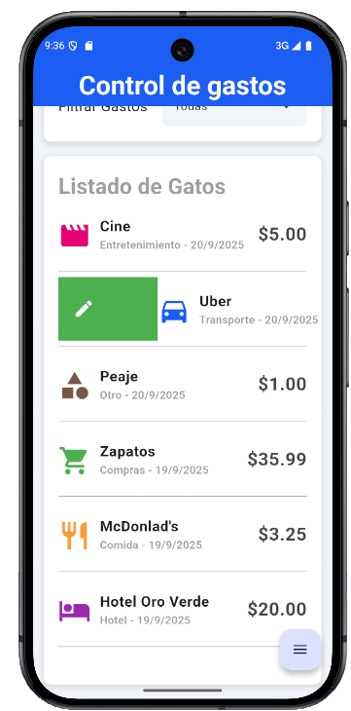 9:36
3G
Control de gastos
Filtrar Gastos
Todas
Listado de Gatos
Cine
$5.00
Entretenimiento - 20/9/2025
Uber
Transporte - 20/9/2025
Peaje
$1.00
Otro - 20/9/2025
Zapatos
$35.99
Compras - 19/9/2025
McDonlad's
$3.25
Comida - 19/9/2025
Hotel Oro Verde
$20.00
Hotel - 19/9/2025